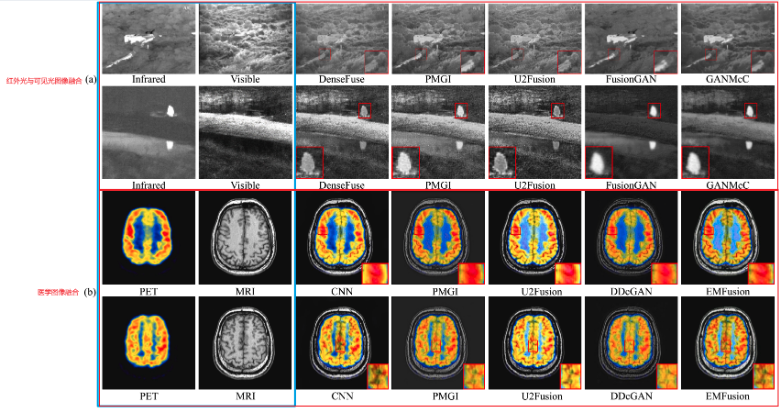 Infrared Visible DenseFuse PMGI U2Fusion FusionGAN GANMcC
红外光与可见光图像融合 (a)
Infrared Visible DenseFuse PMGI U2Fusion FusionGAN GANMcC
PET MRI CNN PMGI U2Fusion DDcGAN EMFusion
医学图像融合 (b)
PET MRI CNN PMGI U2Fusion DDcGAN EMFusion